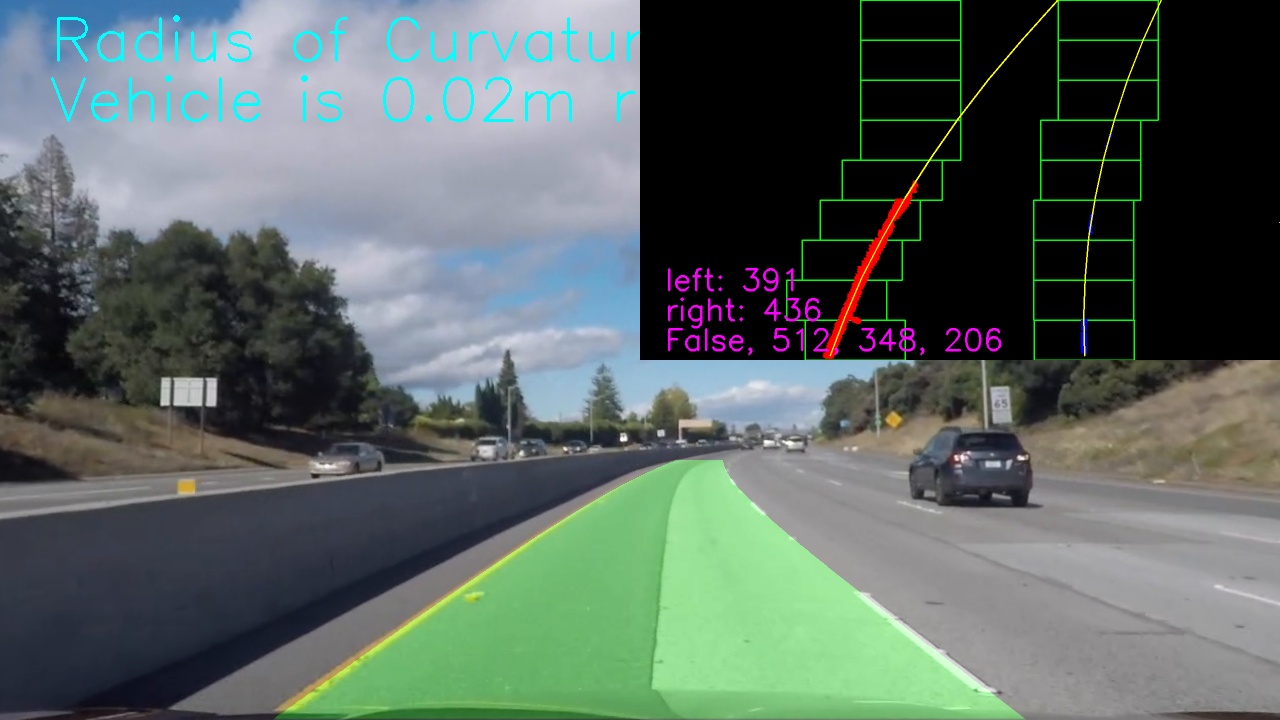 Radius of Curvatur
Vehicle is 0.02m r
left: 391
right: 436
False, 512, 348, 206
65